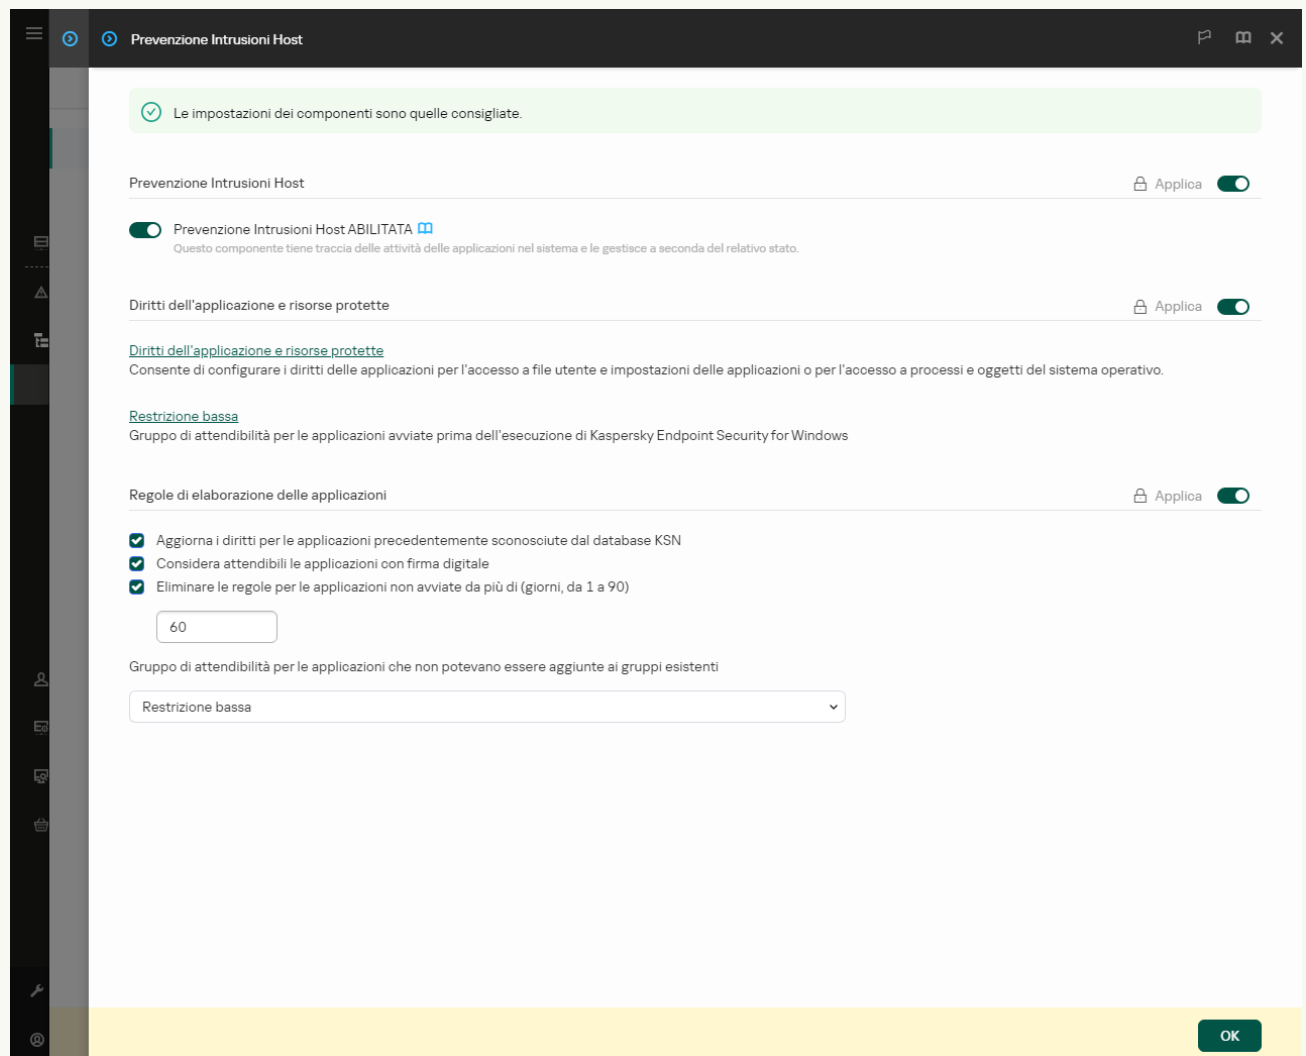 Prevenzione Intrusioni Host
Le impostazioni dei componenti sono quelle consigliate.
Prevenzione Intrusioni Host
Applica
Prevenzione Intrusioni Host ABILITATA
Questo componente tiene traccia delle attività delle applicazioni nel sistema e le gestisce a seconda del relativo stato.
Diritti dell'applicazione e risorse protette
Applica
Diritti dell'applicazione e risorse protette
Consente di configurare i diritti delle applicazioni per l'accesso a file utente e impostazioni delle applicazioni o per l'accesso a processi e oggetti del sistema operativo.
Restrizione bassa
Gruppo di attendibilità per le applicazioni avviate prima dell'esecuzione di Kaspersky Endpoint Security for Windows
Regole di elaborazione delle applicazioni
Applica
Aggiorna i diritti per le applicazioni precedentemente sconosciute dal database KSN
Considera attendibili le applicazioni con firma digitale
Eliminare le regole per le applicazioni non avviate da più di (giorni, da 1 a 90)
60
Gruppo di attendibilità per le applicazioni che non potevano essere aggiunte ai gruppi esistenti
Restrizione bassa
OK